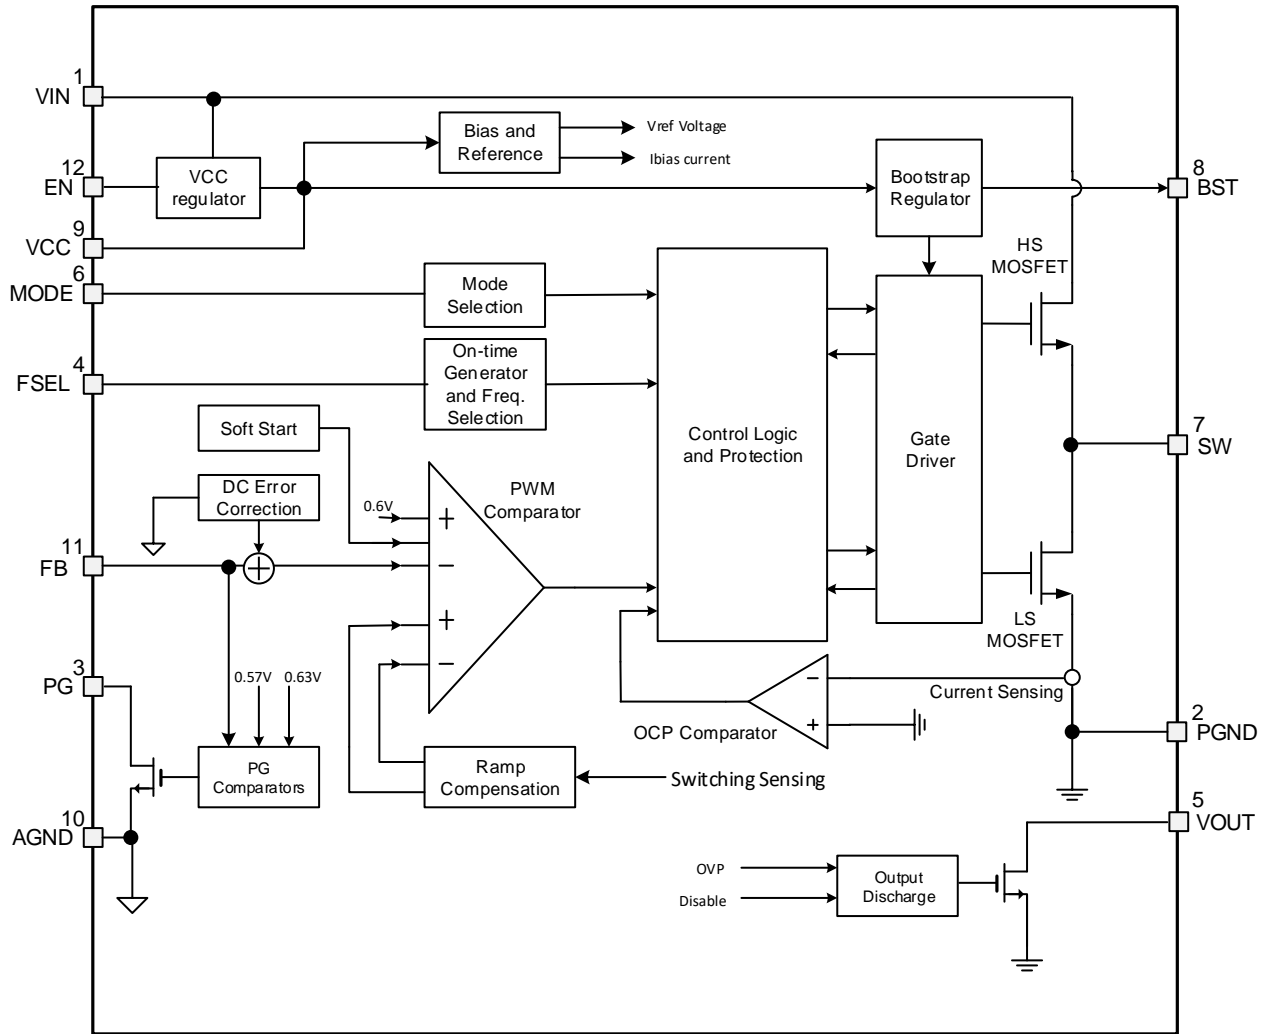 1
VIN
12
EN
9
VCC
6
MODE
4
FSEL
11
FB
3
PG
10
AGND
VCC
regulator
Bias and
Reference
Vref Voltage
Ibias current
Bootstrap
Regulator
8
BST
HS
MOSFET
Mode
Selection
On-time
Generator
and Freq.
Selection
Soft Start
DC Error
Correction
0.6V
+
−
+
−
PWM
Comparator
Control Logic
and Protection
Gate
Driver
7
SW
LS
MOSFET
Current Sensing
−
+
OCP Comparator
2
PGND
0.57V
0.63V
PG
Comparators
Ramp
Compensation
Switching Sensing
5
VOUT
OVP
Disable
Output
Discharge